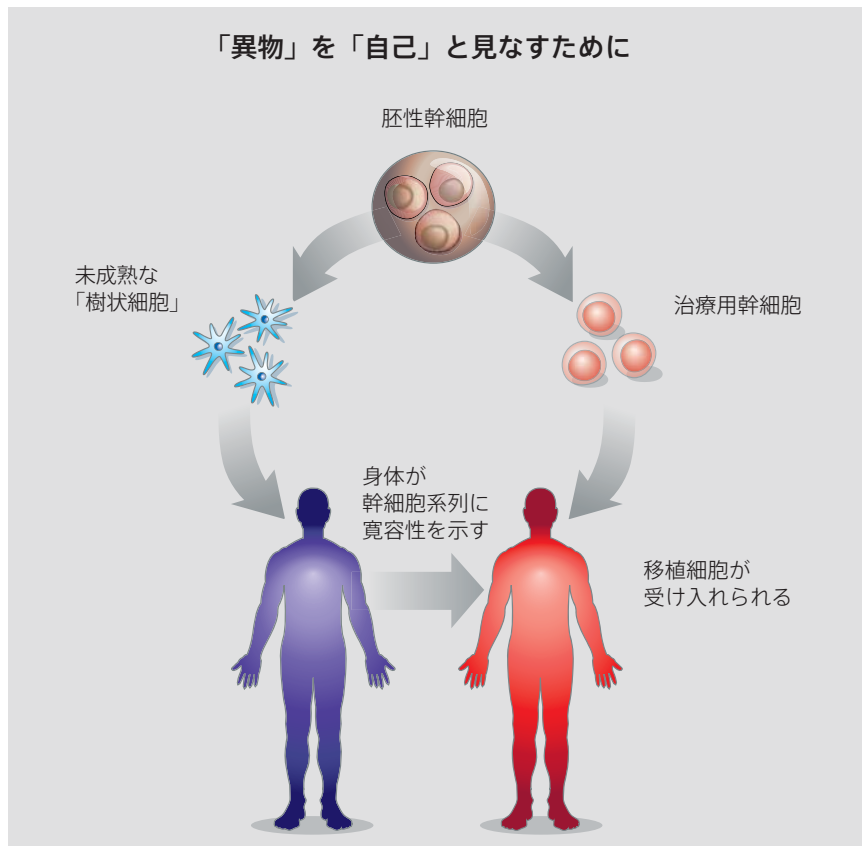 「異物」を「自己」と見なすために
胚性幹細胞
未成熟な
「樹状細胞」
治療用幹細胞
身体が
幹細胞系列に
寛容性を示す
移植細胞が
受け入れられる